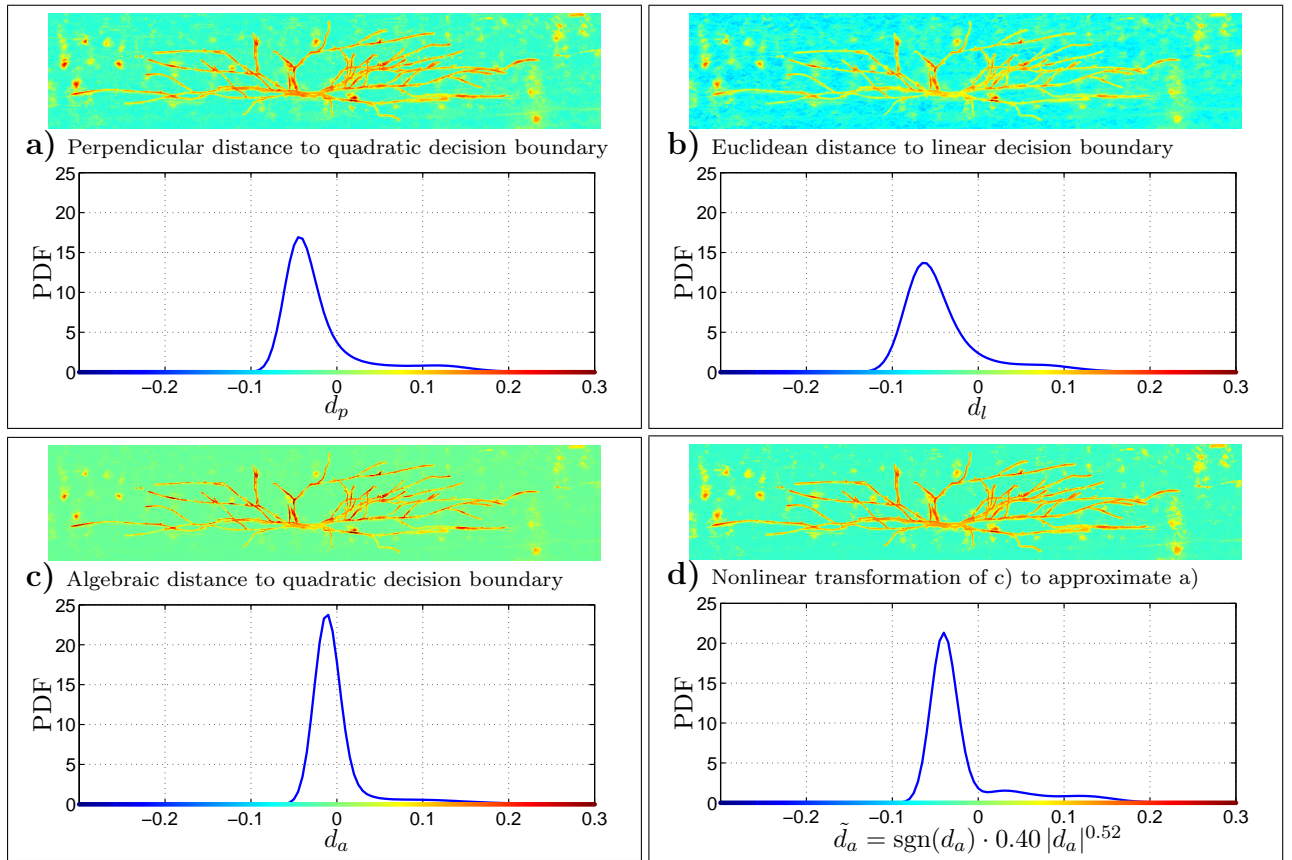 a) Perpendicular distance to quadratic decision boundary
25
20
15
10
5
0
PDF
−0.2 −0.1 0 0.1 0.2 0.3
d_p
b) Euclidean distance to linear decision boundary
25
20
15
10
5
0
PDF
−0.2 −0.1 0 0.1 0.2 0.3
d_l
c) Algebraic distance to quadratic decision boundary
25
20
15
10
5
0
PDF
−0.2 −0.1 0 0.1 0.2 0.3
d_a
d) Nonlinear transformation of c) to approximate a)
25
20
15
10
5
0
PDF
−0.2 −0.1 0 0.1 0.2 0.3
d̃_a = sgn(d_a) · 0.40 |d_a|^0.52